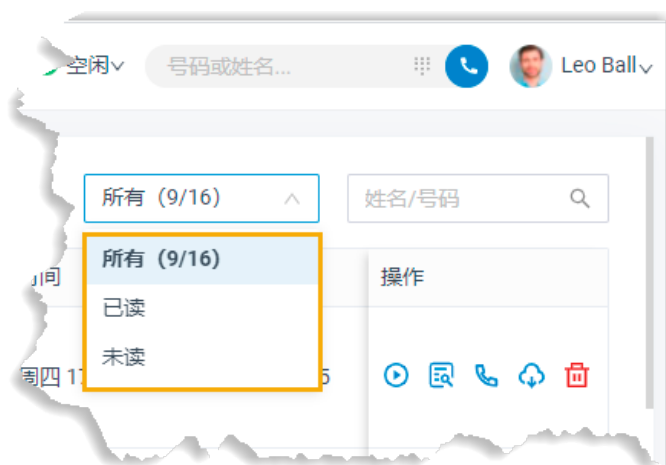 空闲
号码或姓名...
Leo Ball
所有（9/16）
姓名/号码
所有（9/16）
间
操作
已读
未读
周四 17
5